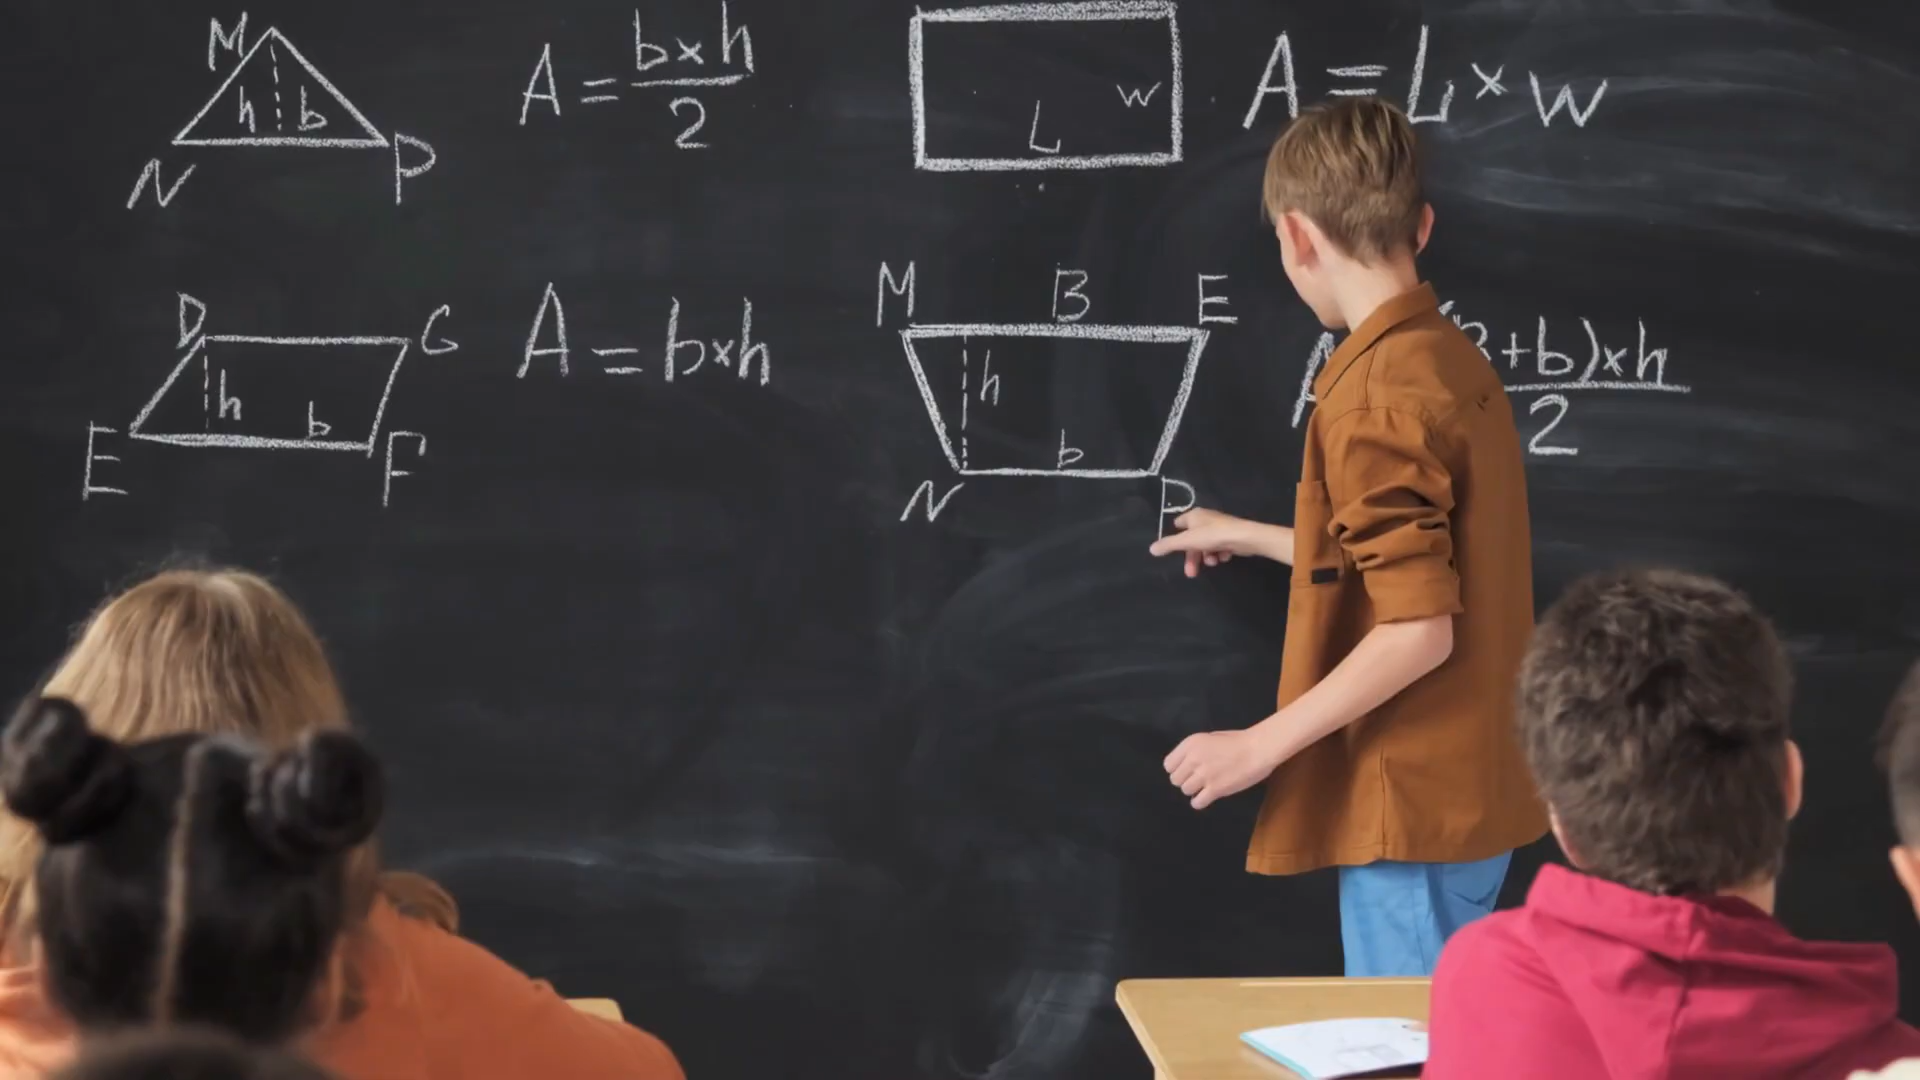 M
h b
N P
A = b×h / 2
L W
A = L × W
D G
h b
E F
A = b×h
M B E
h
b
N P
+b)×h / 2